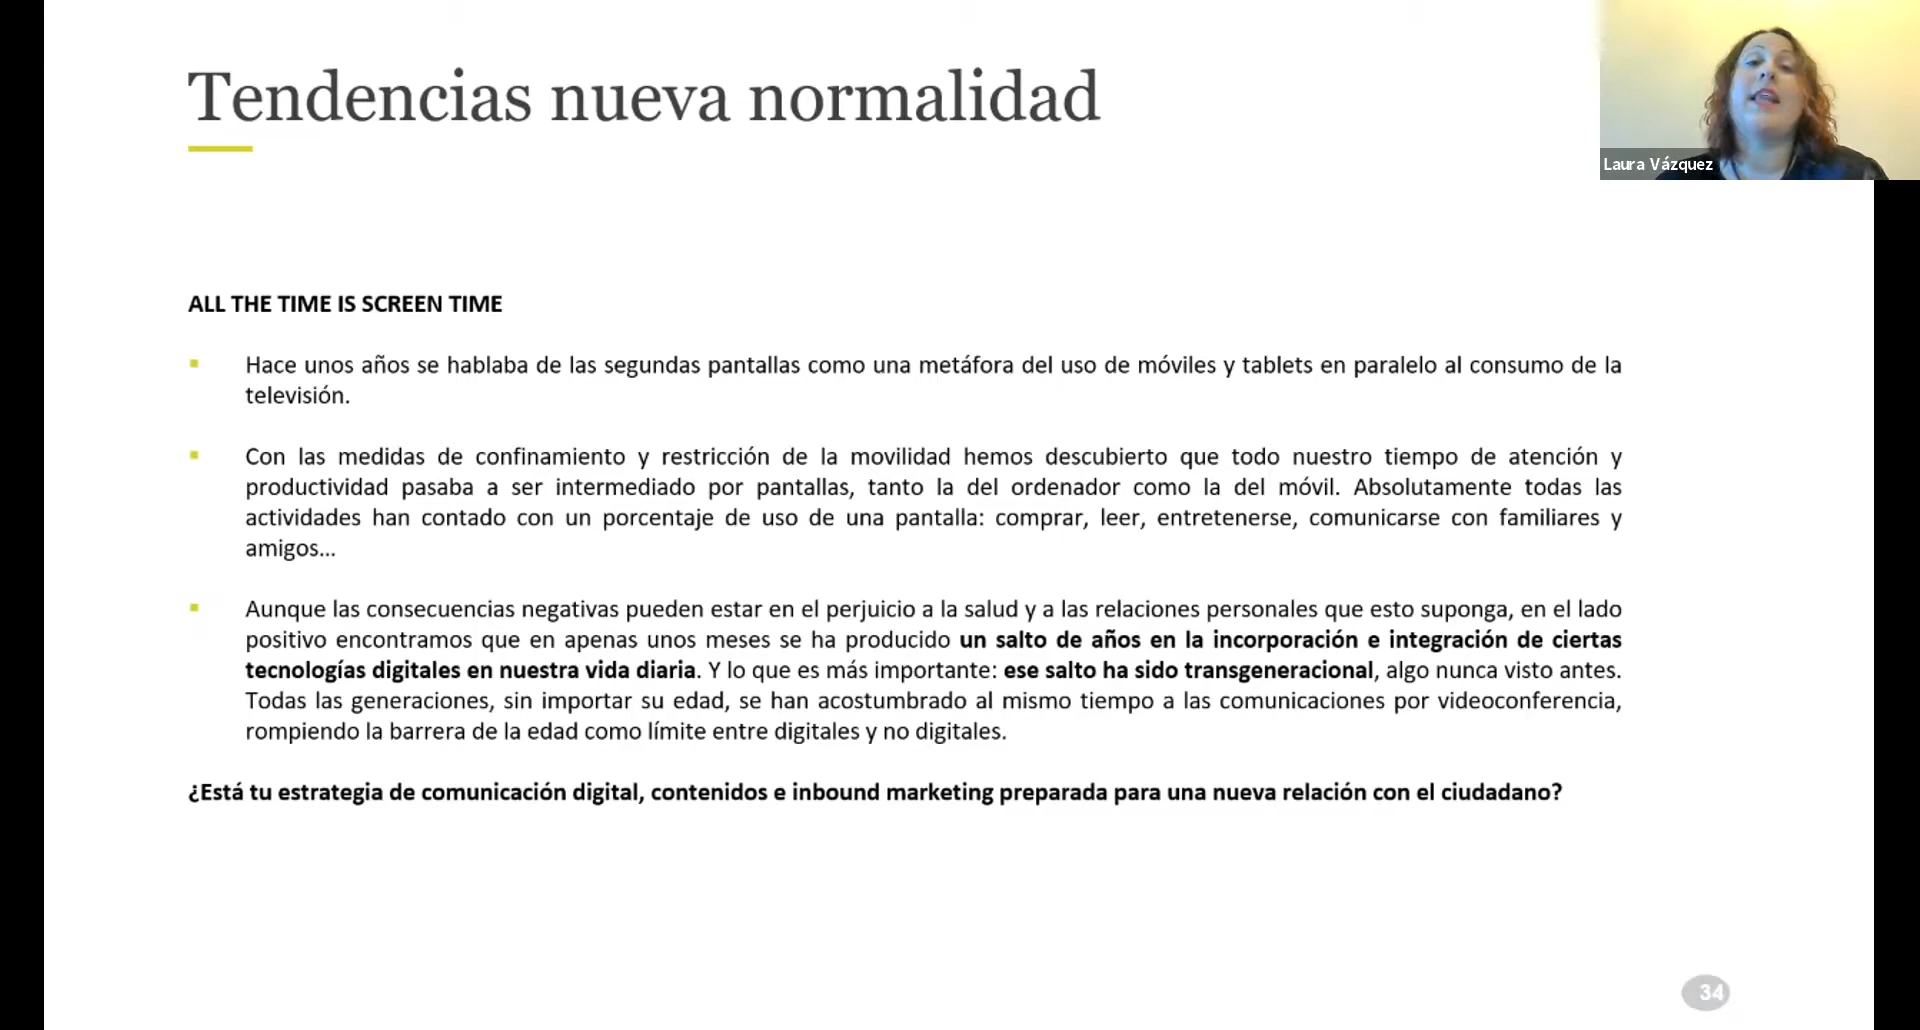 Tendencias nueva normalidad
Laura Vázquez
ALL THE TIME IS SCREEN TIME
Hace unos años se hablaba de las segundas pantallas como una metáfora del uso de móviles y tablets en paralelo al consumo de la
televisión.
Con las medidas de confinamiento y restricción de la movilidad hemos descubierto que todo nuestro tiempo de atención y
productividad pasaba a ser intermediado por pantallas, tanto la del ordenador como la del móvil. Absolutamente todas las
actividades han contado con un porcentaje de uso de una pantalla: comprar, leer, entretenerse, comunicarse con familiares y
amigos…
Aunque las consecuencias negativas pueden estar en el perjuicio a la salud y a las relaciones personales que esto suponga, en el lado
positivo encontramos que en apenas unos meses se ha producido un salto de años en la incorporación e integración de ciertas
tecnologías digitales en nuestra vida diaria. Y lo que es más importante: ese salto ha sido transgeneracional, algo nunca visto antes.
Todas las generaciones, sin importar su edad, se han acostumbrado al mismo tiempo a las comunicaciones por videoconferencia,
rompiendo la barrera de la edad como límite entre digitales y no digitales.
¿Está tu estrategia de comunicación digital, contenidos e inbound marketing preparada para una nueva relación con el ciudadano?
34